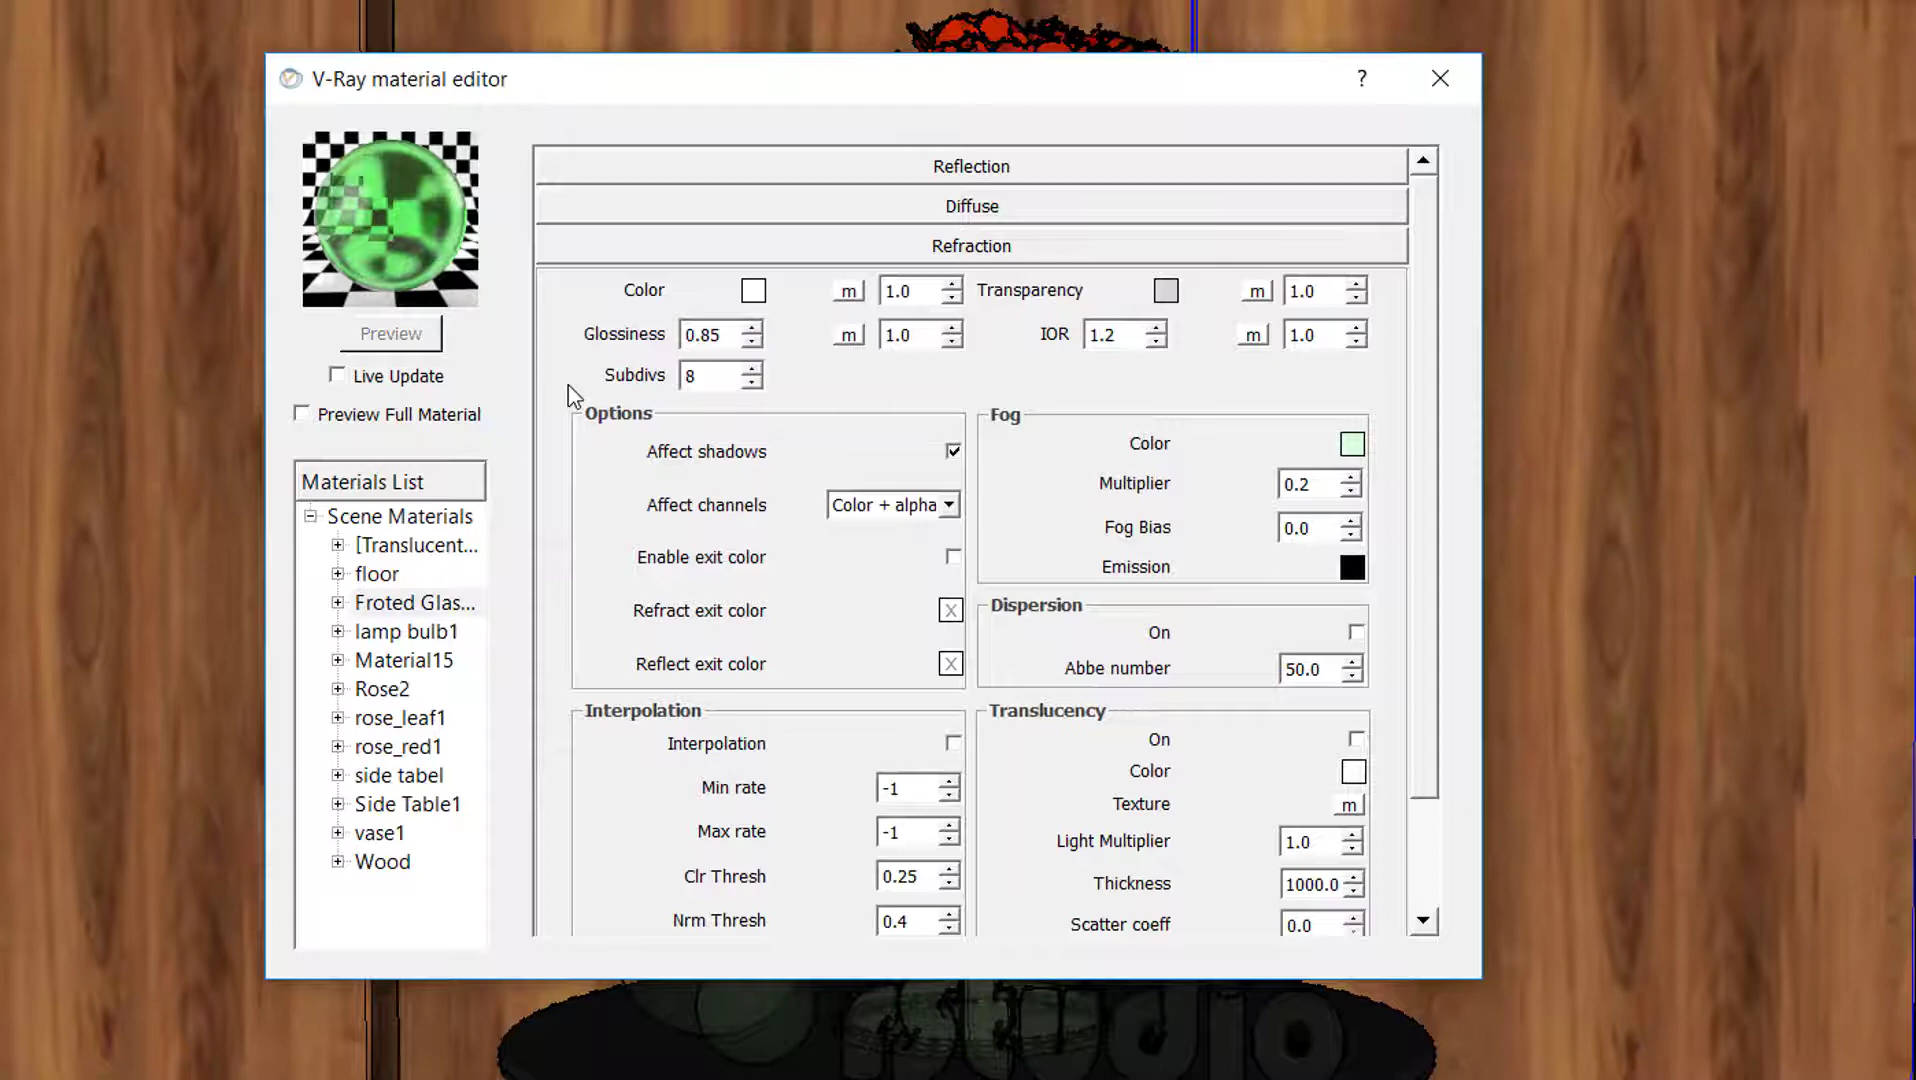 V-Ray material editor
?
Reflection
Diffuse
Refraction
Color m 1.0 Transparency m 1.0
Glossiness 0.85 m 1.0 IOR 1.2 m 1.0
Preview
Subdivs 8
Live Update
Preview Full Material
Options
Fog
Affect shadows
Color
Multiplier 0.2
Affect channels Color + alpha
Fog Bias 0.0
Enable exit color
Emission
Refract exit color X
Dispersion
On
Reflect exit color X
Abbe number 50.0
Interpolation
Translucency
Interpolation
On
Color
Min rate -1
Texture m
Max rate -1
Light Multiplier 1.0
Clr Thresh 0.25
Thickness 1000.0
Nrm Thresh 0.4
Scatter coeff 0.0
Materials List
Scene Materials
[Translucent...
floor
Froted Glas...
lamp bulb1
Material15
Rose2
rose_leaf1
rose_red1
side tabel
Side Table1
vase1
Wood